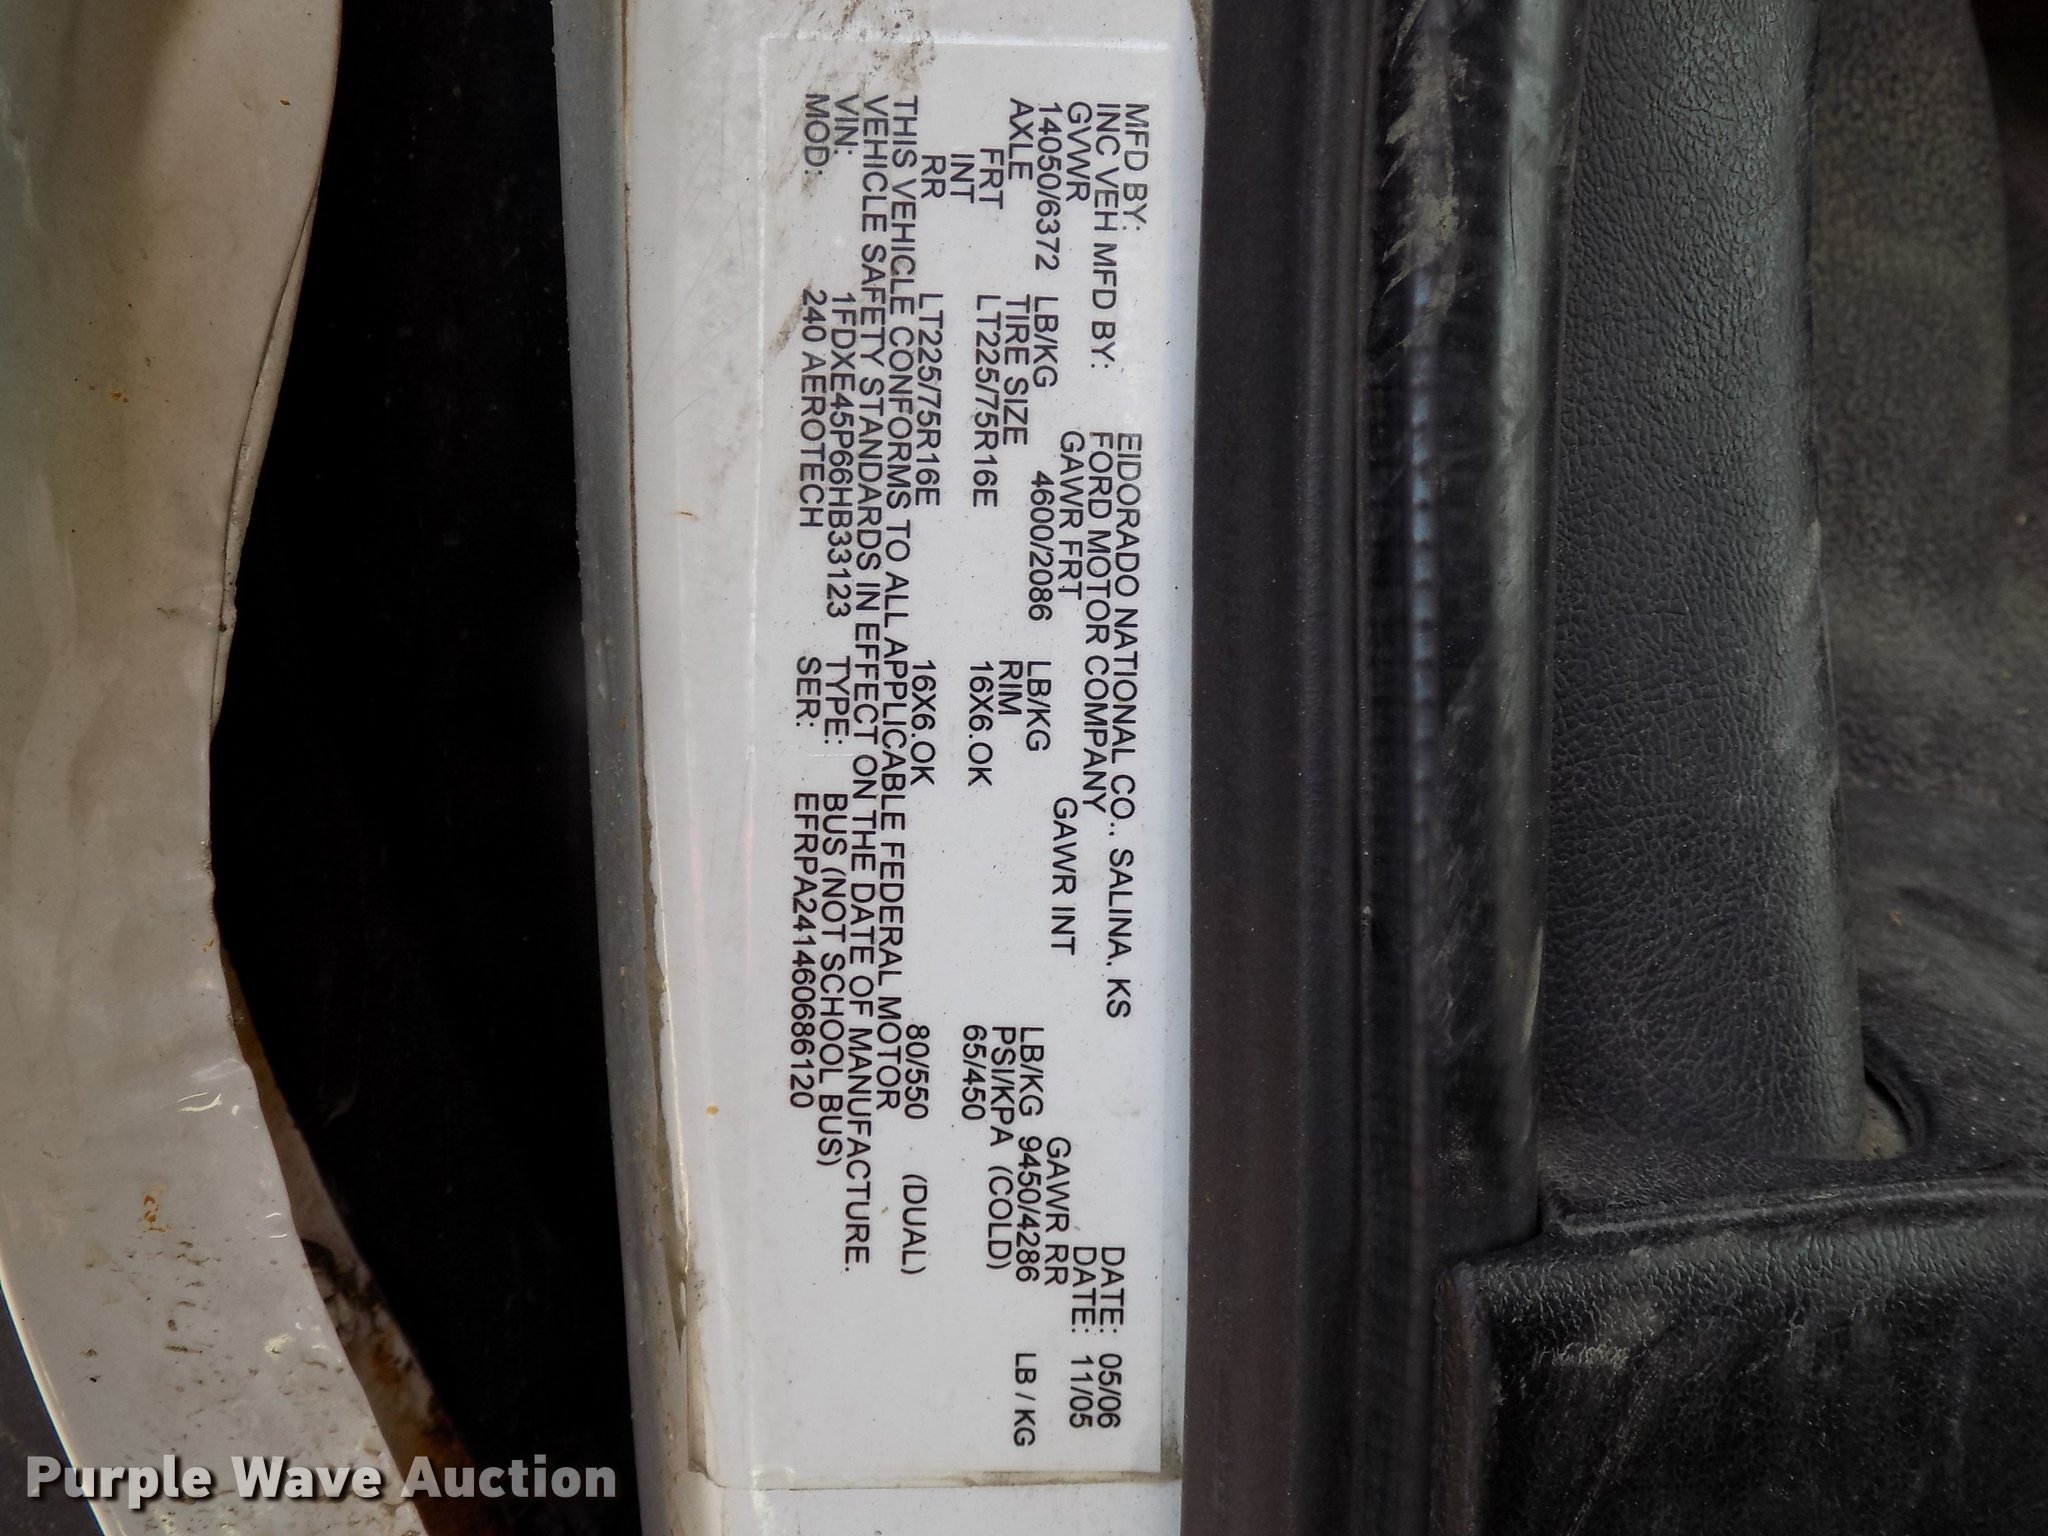 MFD BY: EIDORADO NATIONAL CO., SALINA. KS DATE: 05/06
INC VEH MFD BY: FORD MOTOR COMPANY DATE: 11/05
GVWR GAWR FRT GAWR INT GAWR RR
14050/6372 LB/KG 4600/2086 LB/KG LB/KG 9450/4286 LB / KG
AXLE TIRE SIZE RIM PSI/KPA (COLD)
FRT LT225/75R16E 16X6.OK 65/450
INT
RR LT225/75R16E 16X6.OK 80/550 (DUAL)
THIS VEHICLE CONFORMS TO ALL APPLICABLE FEDERAL MOTOR
VEHICLE SAFETY STANDARDS IN EFFECT ON THE DATE OF MANUFACTURE.
VIN: 1FDXE45P66HB33123 TYPE: BUS (NOT SCHOOL BUS)
MOD: 240 AEROTECH SER: EFRPA241460686120
Purple Wave Auction